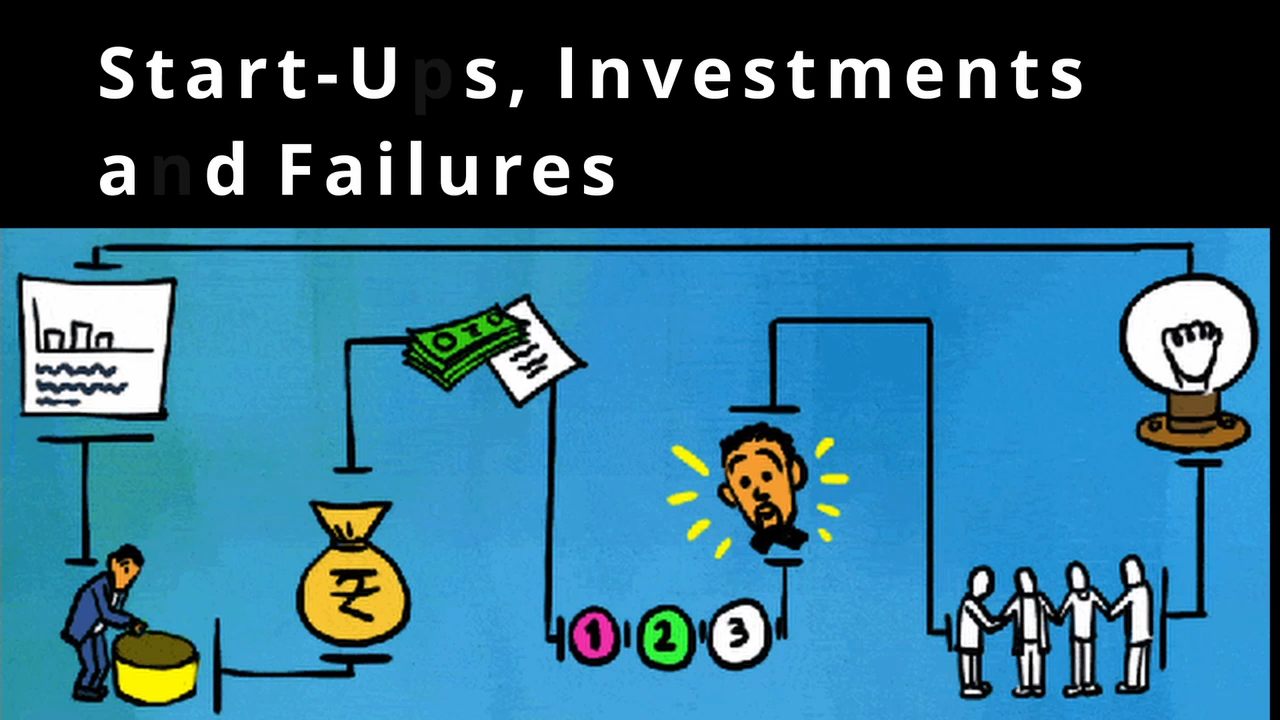 Start-Ups, Investments
and Failures
₹
1 2 3